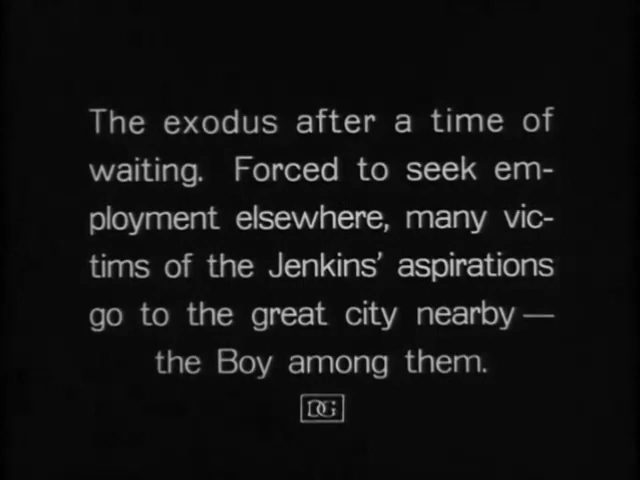 The exodus after a time of
waiting. Forced to seek em-
ployment elsewhere, many vic-
tims of the Jenkins' aspirations
go to the great city nearby —
the Boy among them.
DG